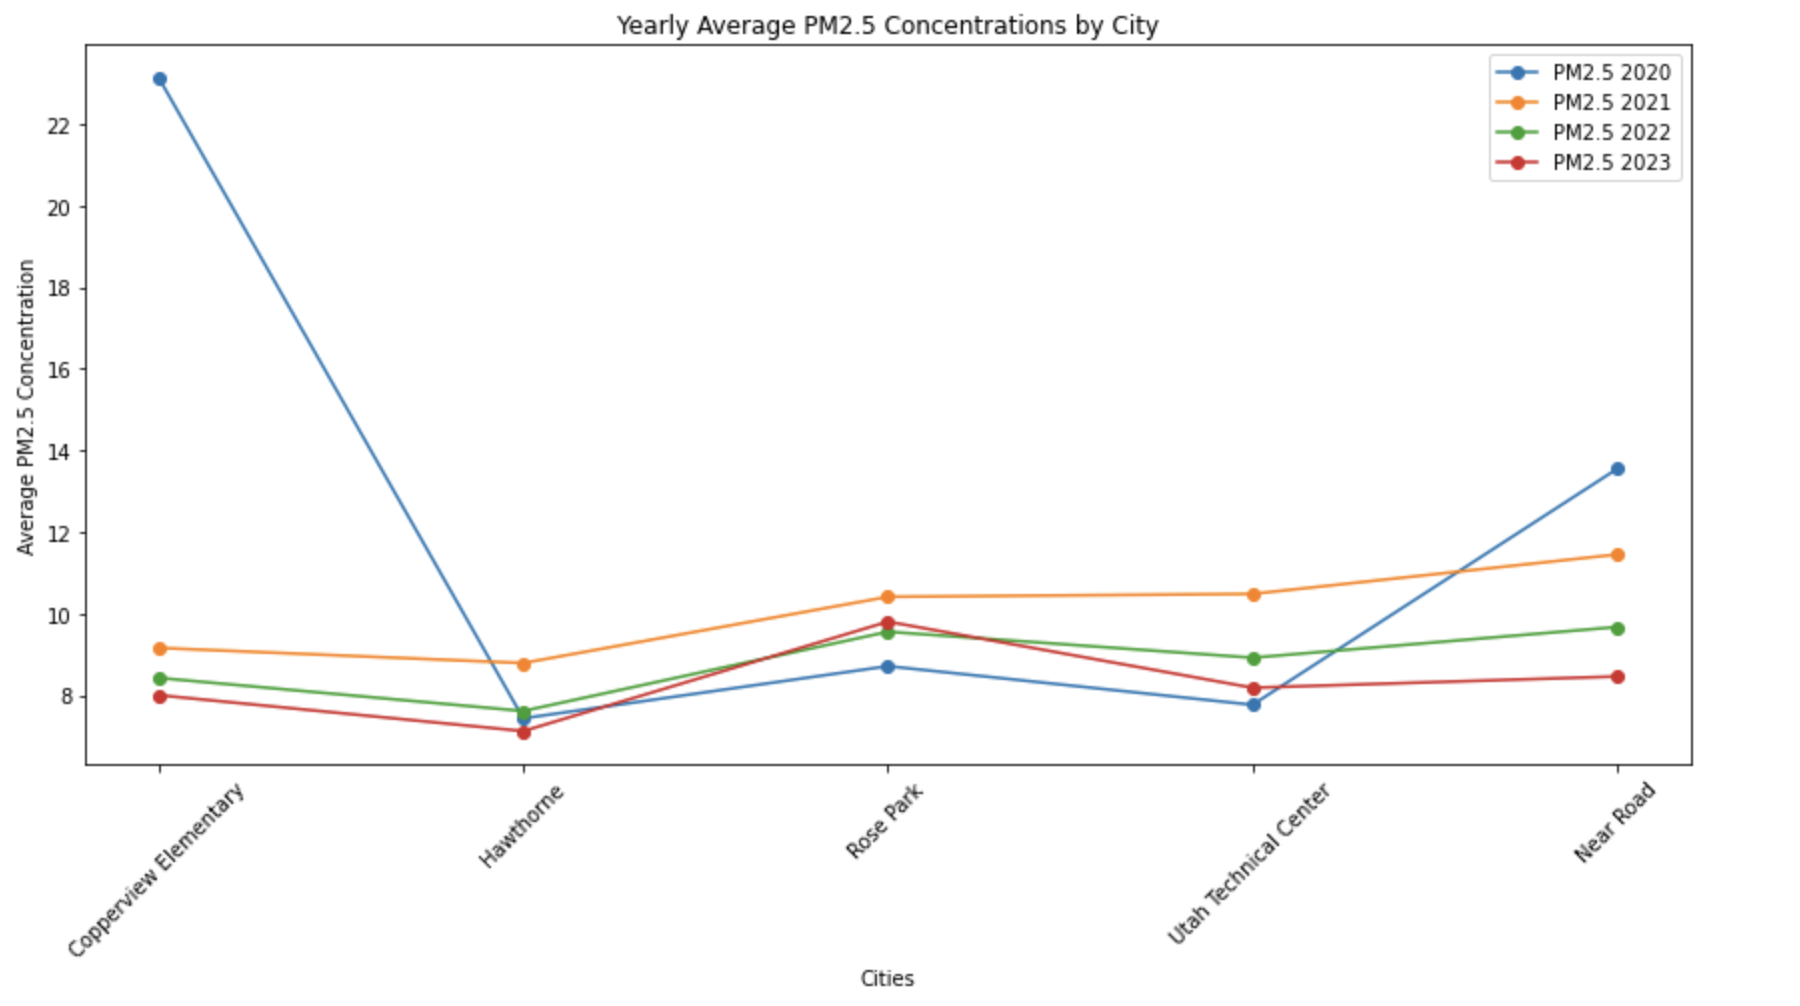 Yearly Average PM2.5 Concentrations by City
PM2.5 2020
PM2.5 2021
PM2.5 2022
PM2.5 2023
Average PM2.5 Concentration
22
20
18
16
14
12
10
8
Copperview Elementary
Hawthorne
Rose Park
Utah Technical Center
Near Road
Cities